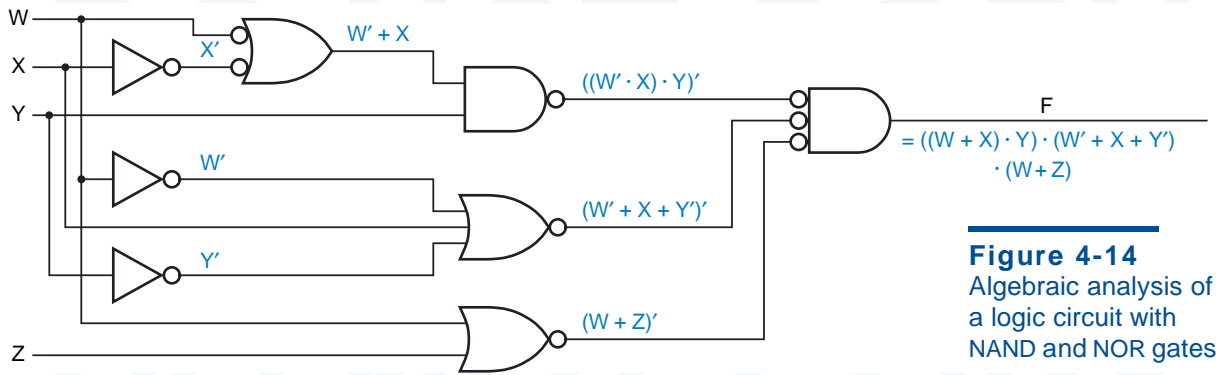 W
X′
W′ + X
X
((W′ · X) · Y)′
Y
F
= ((W + X) · Y) · (W′ + X + Y′)
· (W + Z)
W′
(W′ + X + Y′)′
Y′
(W + Z)′
Z
Figure 4-14
Algebraic analysis of
a logic circuit with
NAND and NOR gates